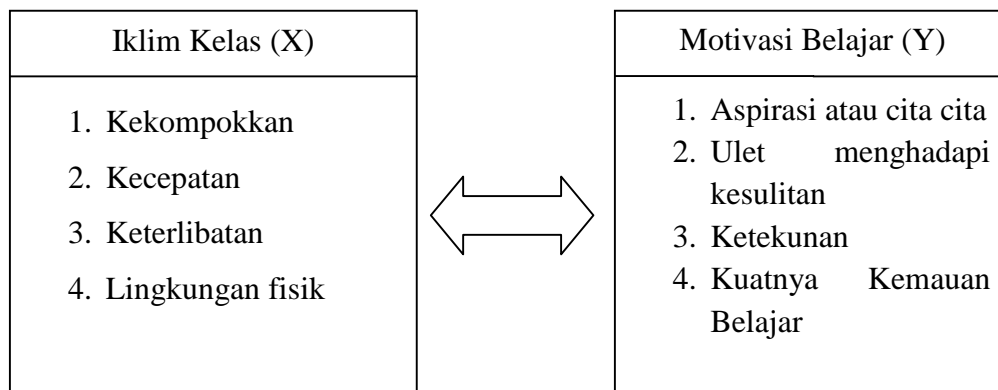 Iklim Kelas (X)
1. Kekompokkan
2. Kecepatan
3. Keterlibatan
4. Lingkungan fisik
Motivasi Belajar (Y)
1. Aspirasi atau cita cita
2. Ulet menghadapi
kesulitan
3. Ketekunan
4. Kuatnya Kemauan
Belajar